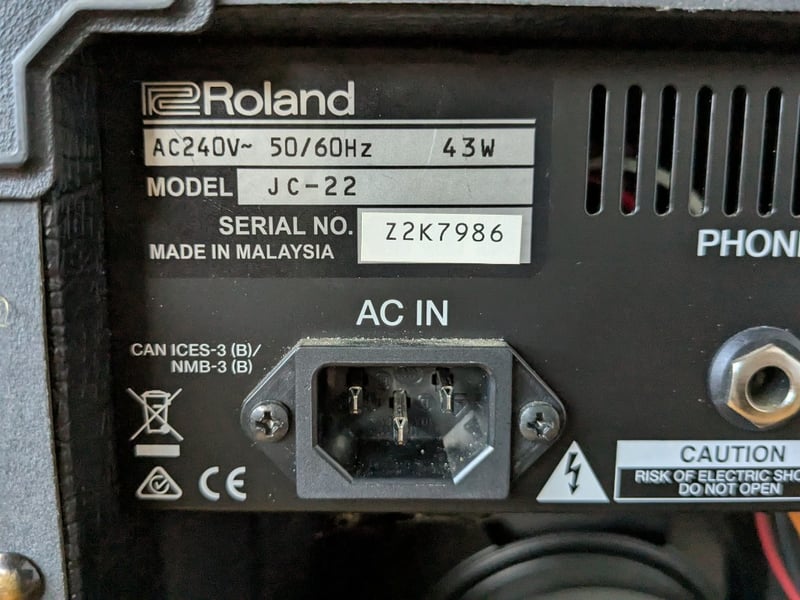 Roland
AC240V~ 50/60Hz 43W
MODEL JC-22
SERIAL NO. Z2K7986
MADE IN MALAYSIA
PHON
AC IN
CAN ICES-3 (B)/
NMB-3 (B)
CE
CAUTION
RISK OF ELECTRIC SHO
DO NOT OPEN